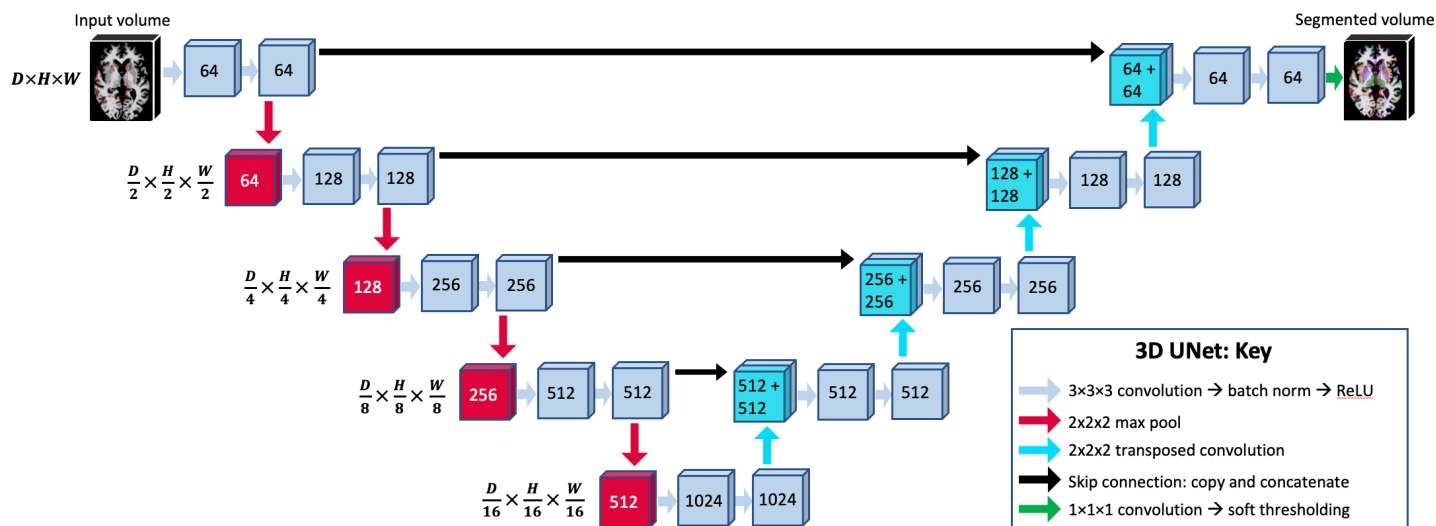 Input volume
Segmented volume
D×H×W
64
64
64 +
64
64
64
D/2 × H/2 × W/2
64
128
128
128 +
128
128
128
D/4 × H/4 × W/4
128
256
256
256 +
256
256
256
D/8 × H/8 × W/8
256
512
512
512 +
512
512
512
D/16 × H/16 × W/16
512
1024
1024
3D UNet: Key
3×3×3 convolution → batch norm → ReLU
2x2x2 max pool
2x2x2 transposed convolution
Skip connection: copy and concatenate
1×1×1 convolution → soft thresholding